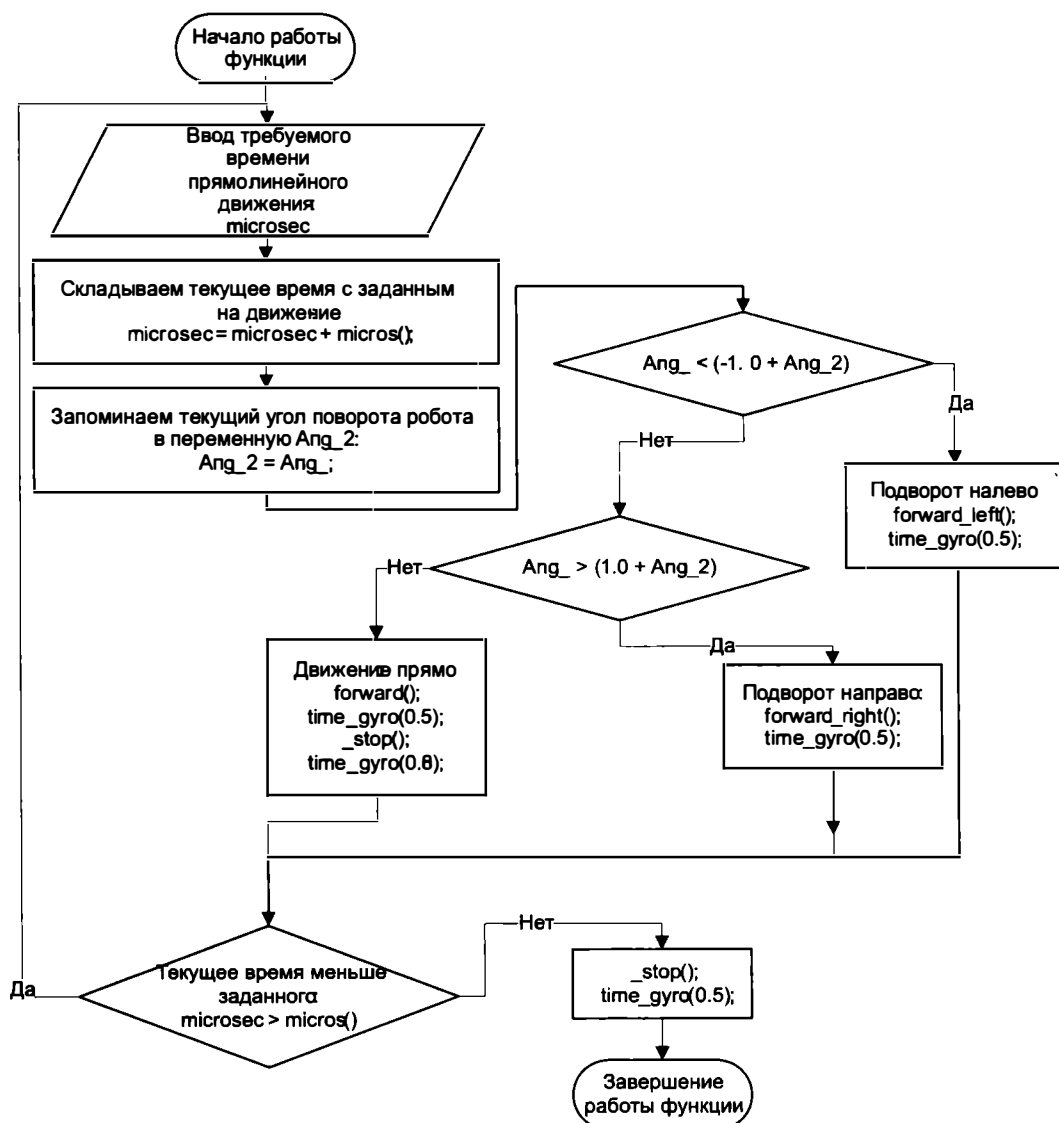 Начало работы
функции
Ввод требуемого
времени
прямолинейного
движения:
microsec
Складываем текущее время с заданным
на движение
microsec = microsec + micros();
Запоминаем текущий угол поворота робота
в переменную Ang_2:
Ang_2 = Ang_;
Ang_ < (-1. 0 + Ang_2)
Да
Нет
Подворот налево
forward_left();
time_gyro(0.5);
Ang_ > (1.0 + Ang_2)
Нет
Да
Движение прямо
forward();
time_gyro(0.5);
_stop();
time_gyro(0.8);
Подворот направо:
forward_right();
time_gyro(0.5);
Текущее время меньше
заданного:
microsec > micros()
Да
Нет
_stop();
time_gyro(0.5);
Завершение
работы функции